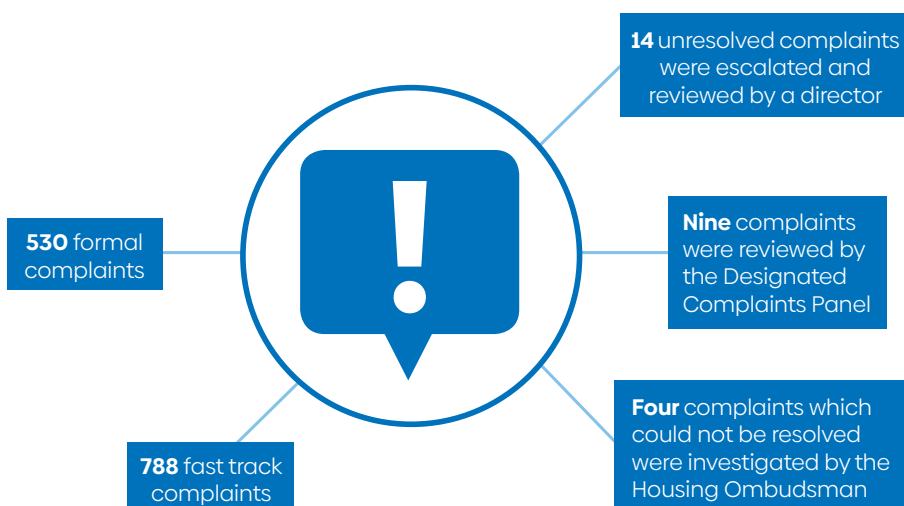 14 unresolved complaints
were escalated and
reviewed by a director
530 formal
complaints
Nine complaints
were reviewed by
the Designated
Complaints Panel
788 fast track
complaints
Four complaints which
could not be resolved
were investigated by the
Housing Ombudsman